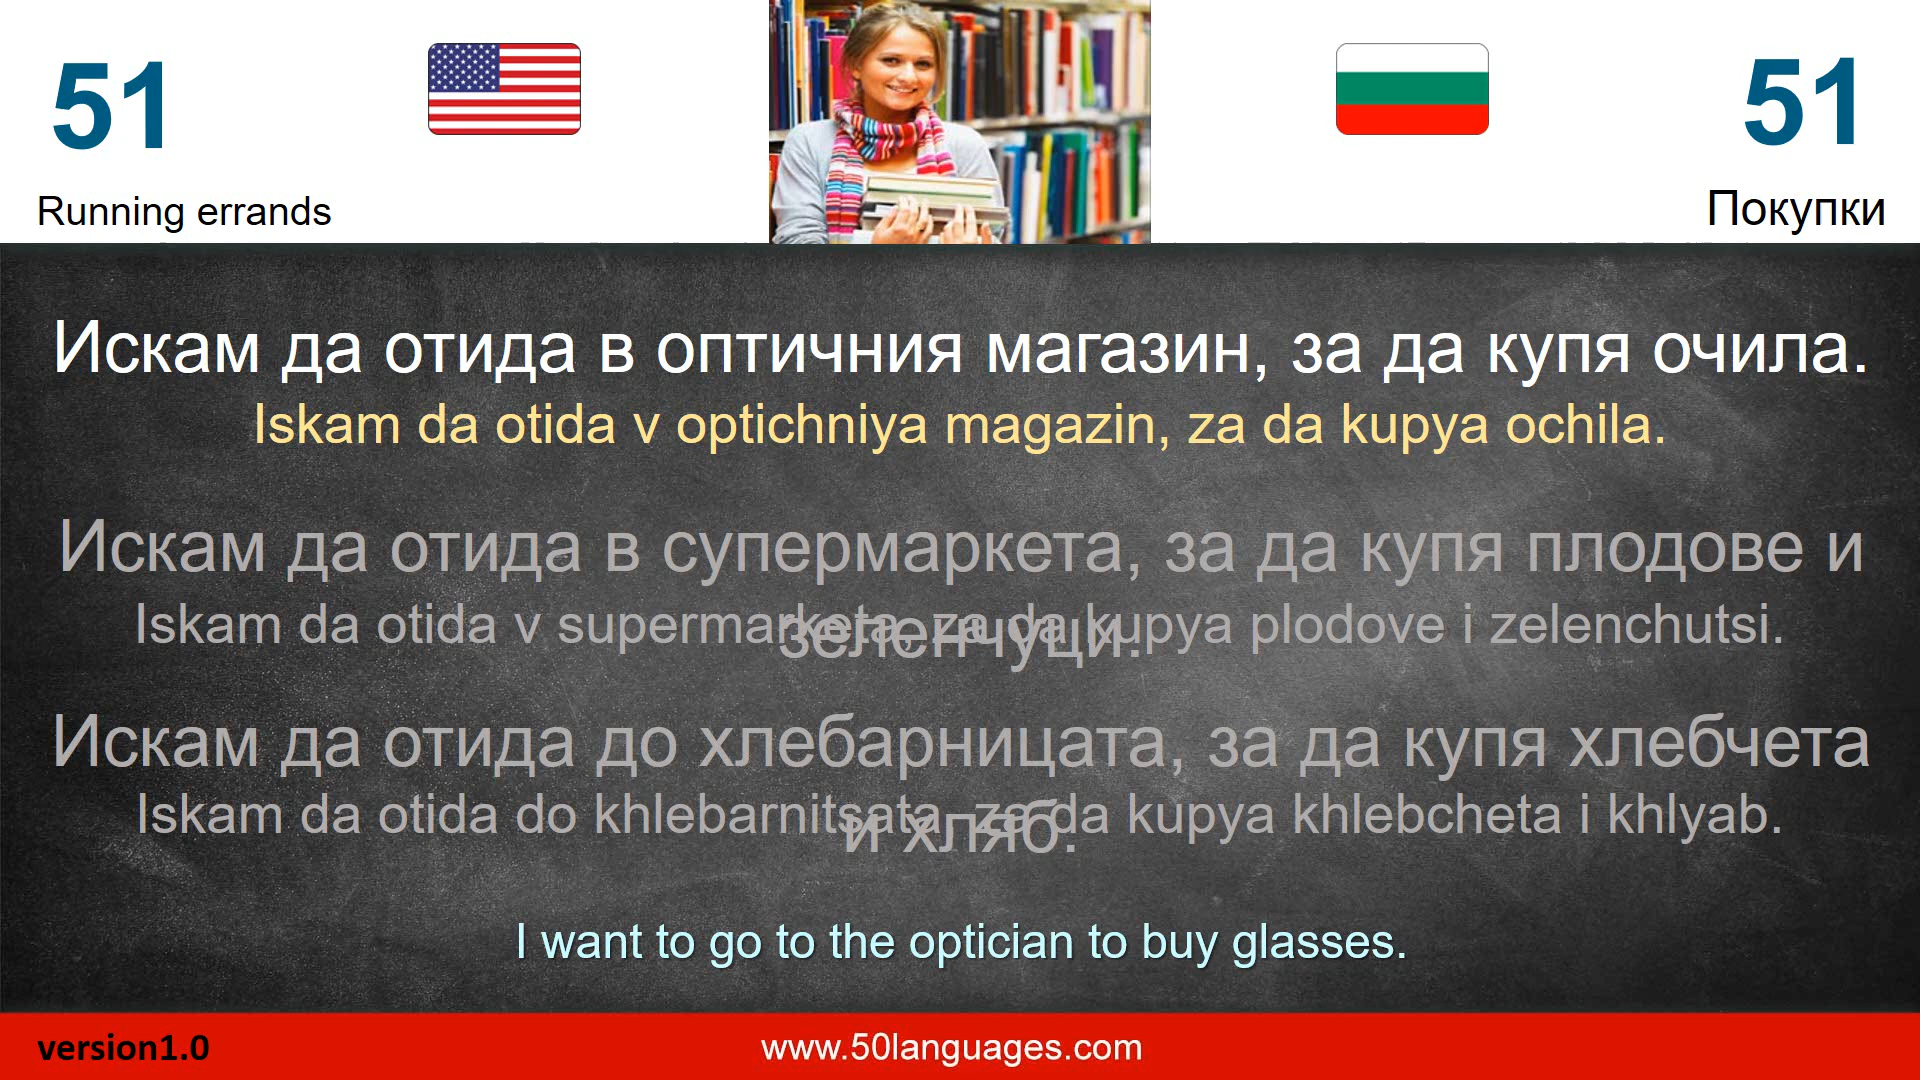 51
51
Running errands
Покупки
Искам да отида в оптичния магазин, за да купя очила.
Iskam da otida v optichniya magazin, za da kupya ochila.
Искам да отида в супермаркета, за да купя плодове и
зеленчуци.
Iskam da otida v supermarketa, za da kupya plodove i zelenchutsi.
Искам да отида до хлебарницата, за да купя хлебчета
и хляб.
Iskam da otida do khlebarnitsata, za da kupya khlebcheta i khlyab.
I want to go to the optician to buy glasses.
version1.0
www.50languages.com